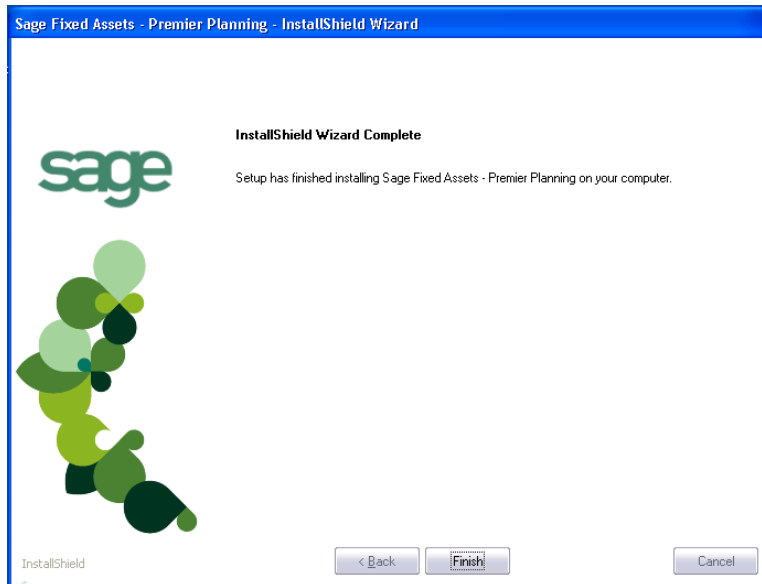 Sage Fixed Assets - Premier Planning - InstallShield Wizard
InstallShield Wizard Complete
sage
Setup has finished installing Sage Fixed Assets - Premier Planning on your computer.
InstallShield
< Back
Finish
Cancel